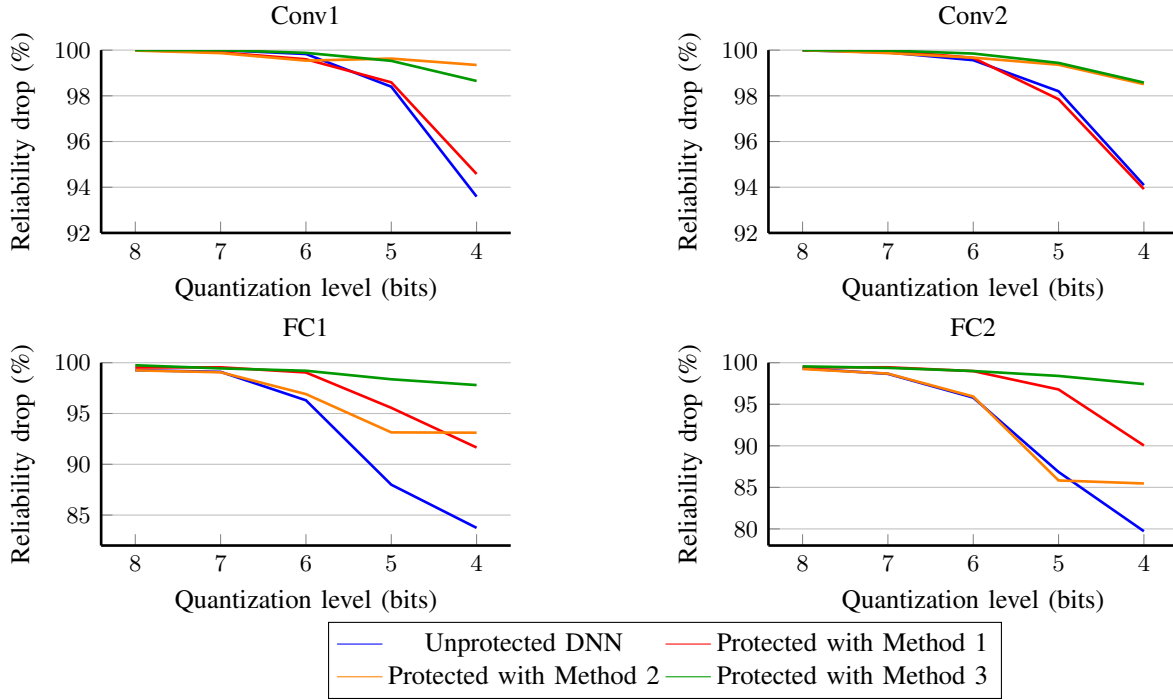 Conv1
Reliability drop (%)
100
98
96
94
92
8 7 6 5 4
Quantization level (bits)
Conv2
Reliability drop (%)
100
98
96
94
92
8 7 6 5 4
Quantization level (bits)
FC1
Reliability drop (%)
100
95
90
85
8 7 6 5 4
Quantization level (bits)
FC2
Reliability drop (%)
100
95
90
85
80
8 7 6 5 4
Quantization level (bits)
Unprotected DNN
Protected with Method 1
Protected with Method 2
Protected with Method 3